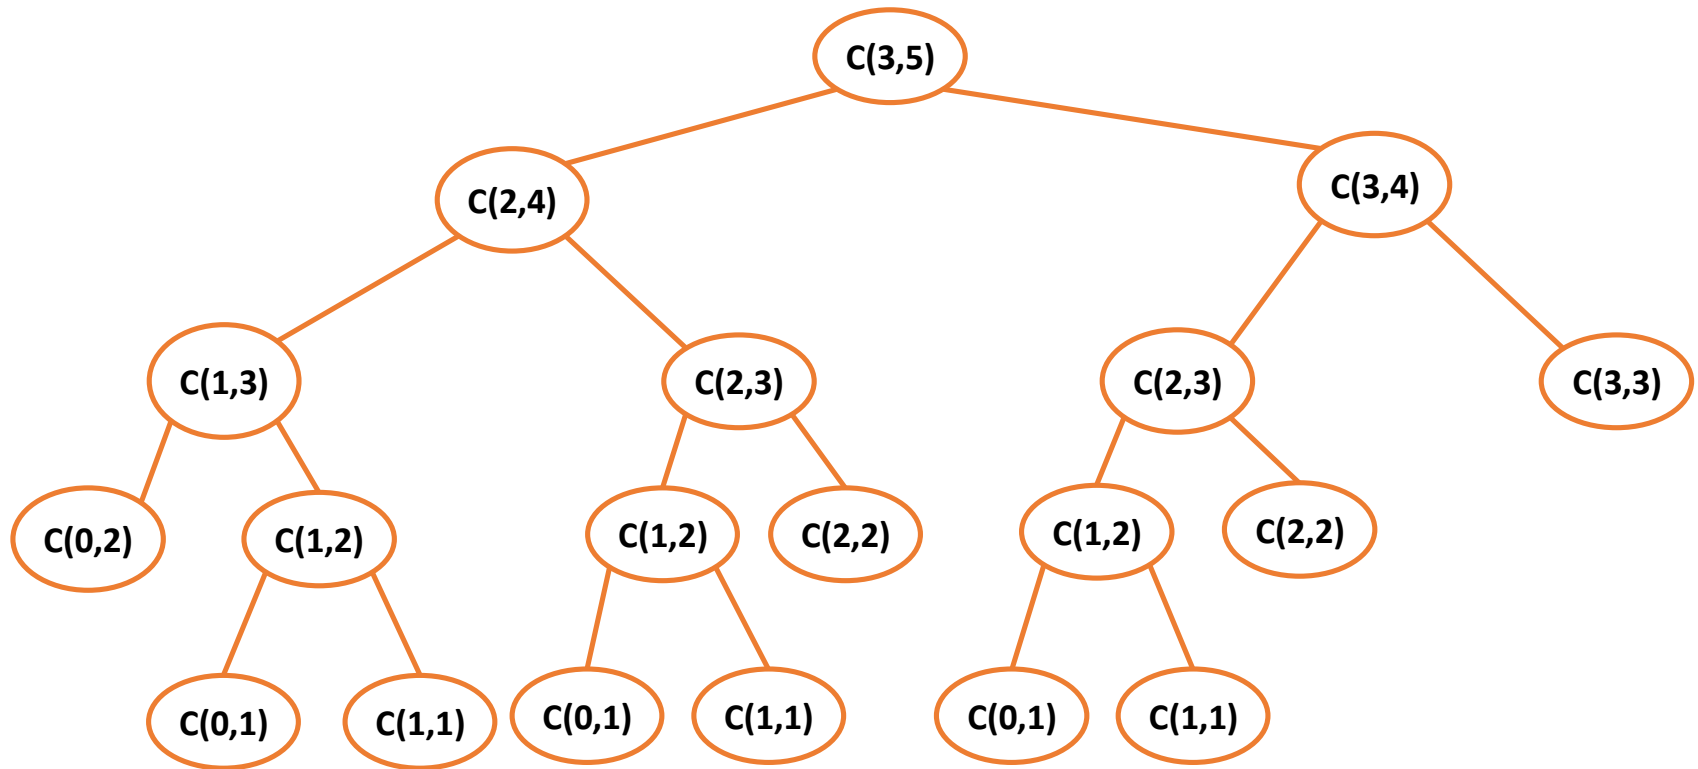 C(3,5)
C(2,4)
C(3,4)
C(1,3)
C(2,3)
C(2,3)
C(3,3)
C(0,2)
C(1,2)
C(1,2)
C(2,2)
C(1,2)
C(2,2)
C(0,1)
C(1,1)
C(0,1)
C(1,1)
C(0,1)
C(1,1)